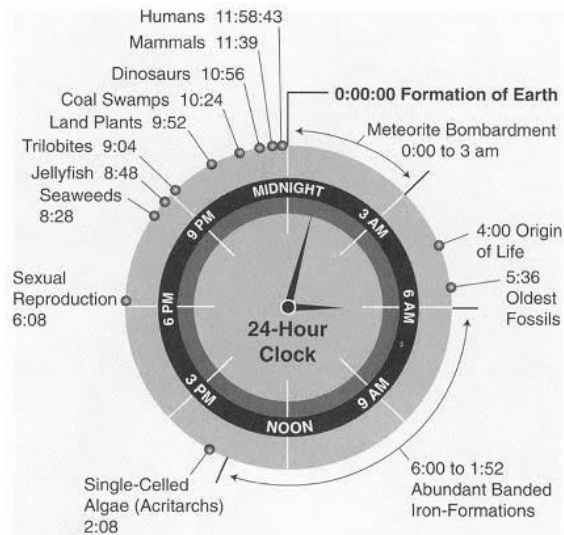 Humans 11:58:43
Mammals 11:39
Dinosaurs 10:56
Coal Swamps 10:24
Land Plants 9:52
Trilobites 9:04
Jellyfish 8:48
Seaweeds
8:28
Sexual
Reproduction
6:08
Single-Celled
Algae (Acritarchs)
2:08
0:00:00 Formation of Earth
Meteorite Bombardment
0:00 to 3 am
4:00 Origin
of Life
5:36
Oldest
Fossils
6:00 to 1:52
Abundant Banded
Iron-Formations
MIDNIGHT
3 AM
6 AM
9 AM
NOON
3 PM
6 PM
9 PM
24-Hour
Clock